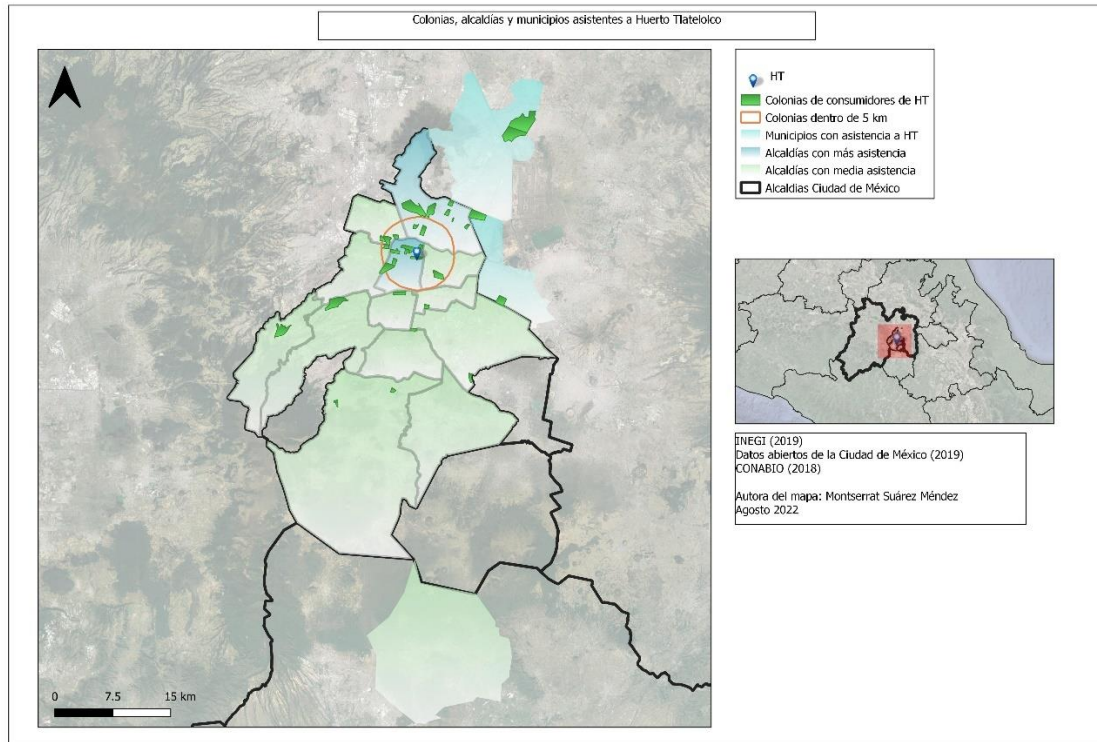 Colonias, alcaldías y municipios asistentes a Huerto Tlatelolco
HT
Colonias de consumidores de HT
Colonias dentro de 5 km
Municipios con asistencia a HT
Alcaldías con más asistencia
Alcaldías con media asistencia
Alcaldias Ciudad de México
INEGI (2019)
Datos abiertos de la Ciudad de México (2019)
CONABIO (2018)
Autora del mapa: Montserrat Suárez Méndez
Agosto 2022
0 7.5 15 km